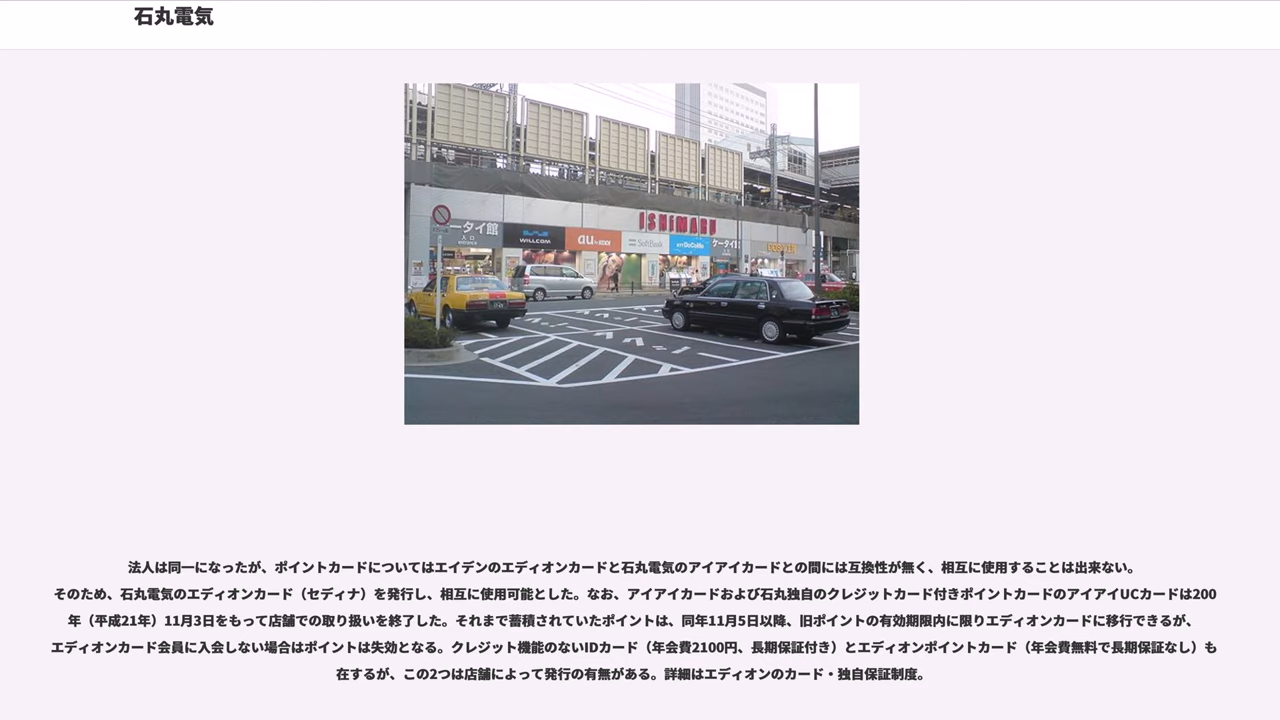 石丸電気
ISHiMARU
ータイ館
入口
entrance
WILLCOM
au by KDDI
SoftBank
NTT DoCoMo
ケータイ館
法人は同一になったが、ポイントカードについてはエイデンのエディオンカードと石丸電気のアイアイカードとの間には互換性が無く、相互に使用することは出来ない。
そのため、石丸電気のエディオンカード（セディナ）を発行し、相互に使用可能とした。なお、アイアイカードおよび石丸独自のクレジットカード付きポイントカードのアイアイUCカードは200
年（平成21年）11月3日をもって店舗での取り扱いを終了した。それまで蓄積されていたポイントは、同年11月5日以降、旧ポイントの有効期限内に限りエディオンカードに移行できるが、
エディオンカード会員に入会しない場合はポイントは失効となる。クレジット機能のないIDカード（年会費2100円、長期保証付き）とエディオンポイントカード（年会費無料で長期保証なし）も
在するが、この2つは店舗によって発行の有無がある。詳細はエディオンのカード・独自保証制度。